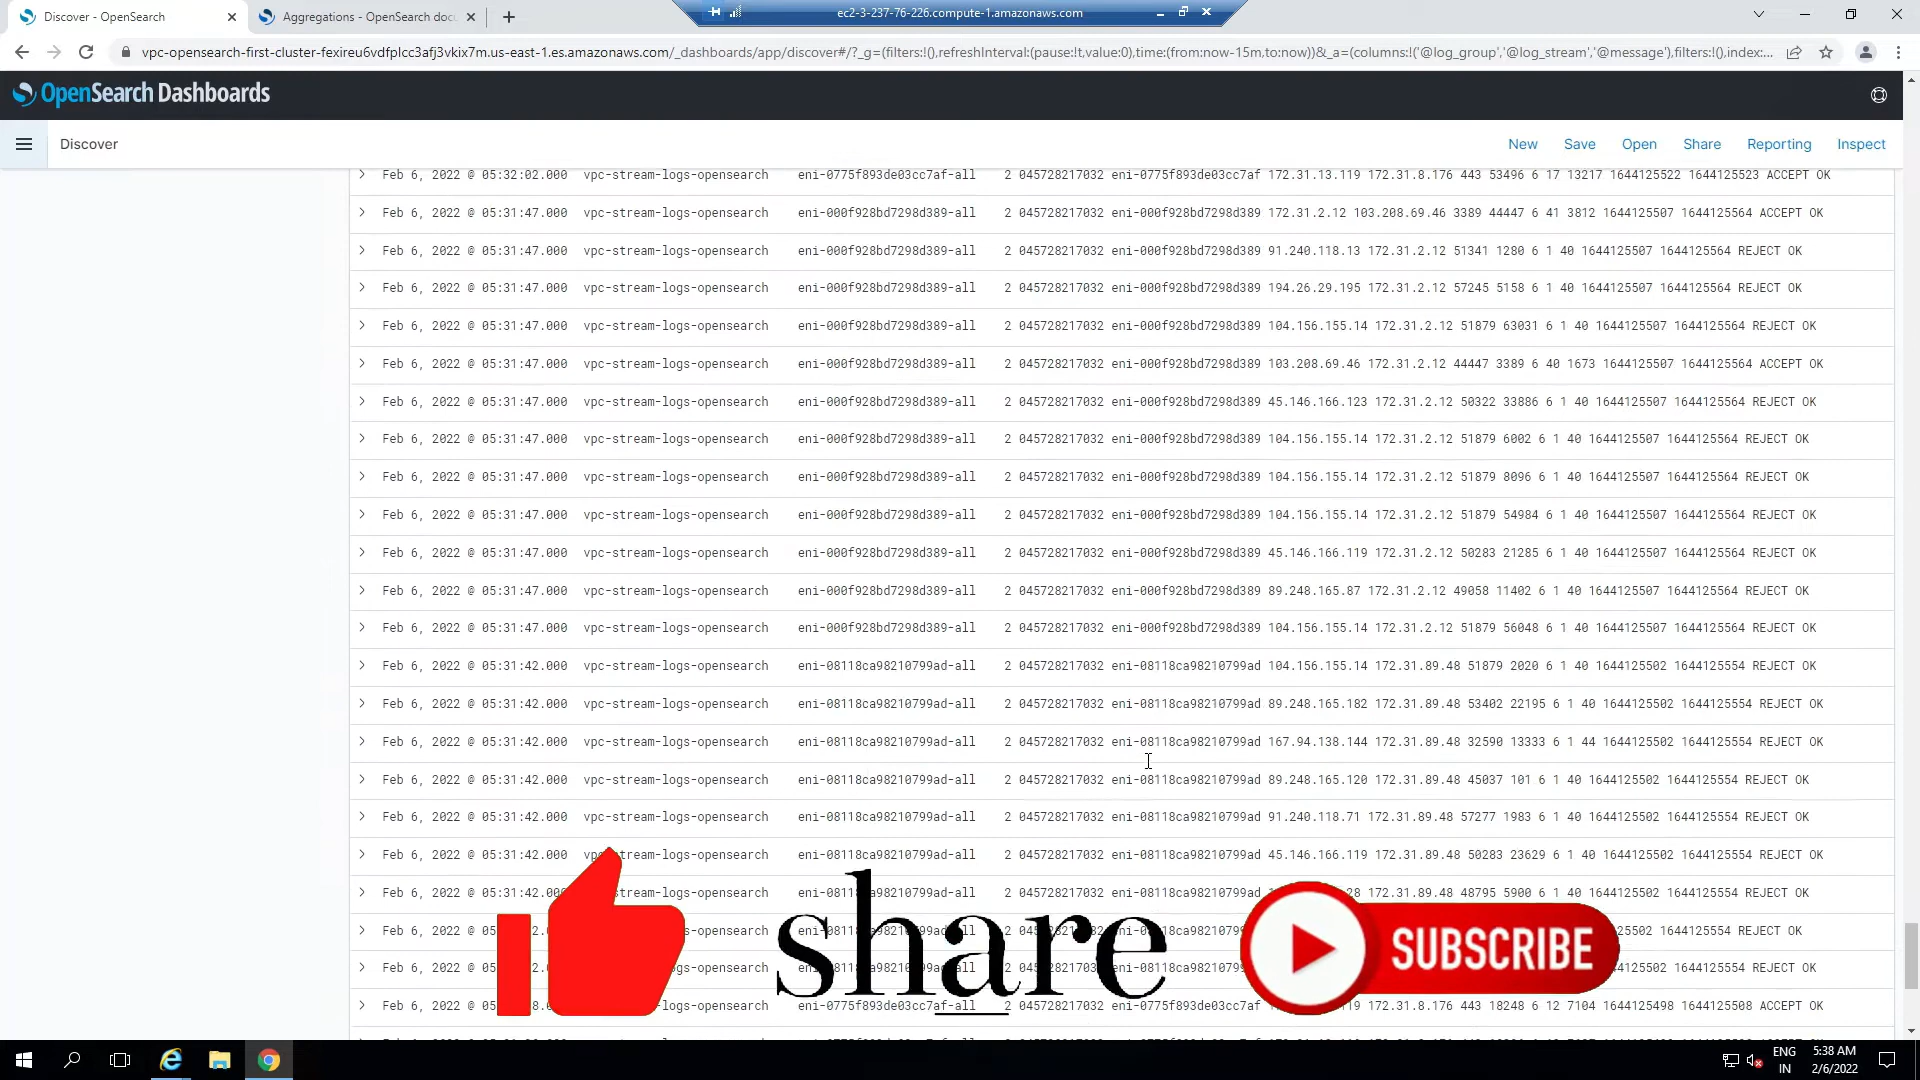 Discover - OpenSearch
Aggregations - OpenSearch docu
ec2-3-237-76-226.compute-1.amazonaws.com
vpc-opensearch-first-cluster-fexireu6vdfplcc3afj3vkix7m.us-east-1.es.amazonaws.com/_dashboards/app/discover#/?_g=(filters:!(),refreshInterval:(pause:!t,value:0),time:(from:now-15m,to:now))&_a=(columns:!('@log_group','@log_stream','@message'),filters:!(),index:...
OpenSearch Dashboards
Discover
New Save Open Share Reporting Inspect
Feb 6, 2022 @ 05:32:02.000 vpc-stream-logs-opensearch eni-0775f893de03cc7af-all 2 045728217032 eni-0775f893de03cc7af 172.31.13.119 172.31.8.176 443 53496 6 17 13217 1644125522 1644125523 ACCEPT OK
Feb 6, 2022 @ 05:31:47.000 vpc-stream-logs-opensearch eni-000f928bd7298d389-all 2 045728217032 eni-000f928bd7298d389 172.31.2.12 103.208.69.46 3389 44447 6 41 3812 1644125507 1644125564 ACCEPT OK
Feb 6, 2022 @ 05:31:47.000 vpc-stream-logs-opensearch eni-000f928bd7298d389-all 2 045728217032 eni-000f928bd7298d389 91.240.118.13 172.31.2.12 51341 1280 6 1 40 1644125507 1644125564 REJECT OK
Feb 6, 2022 @ 05:31:47.000 vpc-stream-logs-opensearch eni-000f928bd7298d389-all 2 045728217032 eni-000f928bd7298d389 194.26.29.195 172.31.2.12 57245 5158 6 1 40 1644125507 1644125564 REJECT OK
Feb 6, 2022 @ 05:31:47.000 vpc-stream-logs-opensearch eni-000f928bd7298d389-all 2 045728217032 eni-000f928bd7298d389 104.156.155.14 172.31.2.12 51879 63031 6 1 40 1644125507 1644125564 REJECT OK
Feb 6, 2022 @ 05:31:47.000 vpc-stream-logs-opensearch eni-000f928bd7298d389-all 2 045728217032 eni-000f928bd7298d389 103.208.69.46 172.31.2.12 44447 3389 6 40 1673 1644125507 1644125564 ACCEPT OK
Feb 6, 2022 @ 05:31:47.000 vpc-stream-logs-opensearch eni-000f928bd7298d389-all 2 045728217032 eni-000f928bd7298d389 45.146.166.123 172.31.2.12 50322 33886 6 1 40 1644125507 1644125564 REJECT OK
Feb 6, 2022 @ 05:31:47.000 vpc-stream-logs-opensearch eni-000f928bd7298d389-all 2 045728217032 eni-000f928bd7298d389 104.156.155.14 172.31.2.12 51879 6002 6 1 40 1644125507 1644125564 REJECT OK
Feb 6, 2022 @ 05:31:47.000 vpc-stream-logs-opensearch eni-000f928bd7298d389-all 2 045728217032 eni-000f928bd7298d389 104.156.155.14 172.31.2.12 51879 8096 6 1 40 1644125507 1644125564 REJECT OK
Feb 6, 2022 @ 05:31:47.000 vpc-stream-logs-opensearch eni-000f928bd7298d389-all 2 045728217032 eni-000f928bd7298d389 104.156.155.14 172.31.2.12 51879 54984 6 1 40 1644125507 1644125564 REJECT OK
Feb 6, 2022 @ 05:31:47.000 vpc-stream-logs-opensearch eni-000f928bd7298d389-all 2 045728217032 eni-000f928bd7298d389 45.146.166.119 172.31.2.12 50283 21285 6 1 40 1644125507 1644125564 REJECT OK
Feb 6, 2022 @ 05:31:47.000 vpc-stream-logs-opensearch eni-000f928bd7298d389-all 2 045728217032 eni-000f928bd7298d389 89.248.165.87 172.31.2.12 49058 11402 6 1 40 1644125507 1644125564 REJECT OK
Feb 6, 2022 @ 05:31:47.000 vpc-stream-logs-opensearch eni-000f928bd7298d389-all 2 045728217032 eni-000f928bd7298d389 104.156.155.14 172.31.2.12 51879 56048 6 1 40 1644125507 1644125564 REJECT OK
Feb 6, 2022 @ 05:31:42.000 vpc-stream-logs-opensearch eni-08118ca98210799ad-all 2 045728217032 eni-08118ca98210799ad 104.156.155.14 172.31.89.48 51879 2020 6 1 40 1644125502 1644125554 REJECT OK
Feb 6, 2022 @ 05:31:42.000 vpc-stream-logs-opensearch eni-08118ca98210799ad-all 2 045728217032 eni-08118ca98210799ad 89.248.165.182 172.31.89.48 53402 22195 6 1 40 1644125502 1644125554 REJECT OK
Feb 6, 2022 @ 05:31:42.000 vpc-stream-logs-opensearch eni-08118ca98210799ad-all 2 045728217032 eni-08118ca98210799ad 167.94.138.144 172.31.89.48 32590 13333 6 1 44 1644125502 1644125554 REJECT OK
Feb 6, 2022 @ 05:31:42.000 vpc-stream-logs-opensearch eni-08118ca98210799ad-all 2 045728217032 eni-08118ca98210799ad 89.248.165.120 172.31.89.48 45037 101 6 1 40 1644125502 1644125554 REJECT OK
Feb 6, 2022 @ 05:31:42.000 vpc-stream-logs-opensearch eni-08118ca98210799ad-all 2 045728217032 eni-08118ca98210799ad 91.240.118.71 172.31.89.48 57277 1983 6 1 40 1644125502 1644125554 REJECT OK
Feb 6, 2022 @ 05:31:42.000 stream-logs-opensearch eni-08118ca98210799ad-all 2 045728217032 eni-08118ca98210799ad 45.146.166.119 172.31.89.48 50283 23629 6 1 40 1644125502 1644125554 REJECT OK
Feb 6, 2022 @ stream-logs-opensearch 2 045728217032 eni-08118ca98210799ad 172.31.89.48 48795 5900 6 1 40 1644125502 1644125554 REJECT OK
Feb 6, 2022 @ REJECT OK
Feb 6, 2022 @ REJECT OK
Feb 6, 2022 @ eni-0775f893de03cc7af-all 2 045728217032 eni-0775f893de03cc7af 172.31.8.176 443 18248 6 12 7104 1644125498 1644125508 ACCEPT OK
share
SUBSCRIBE
ENG
IN
5:38 AM
2/6/2022